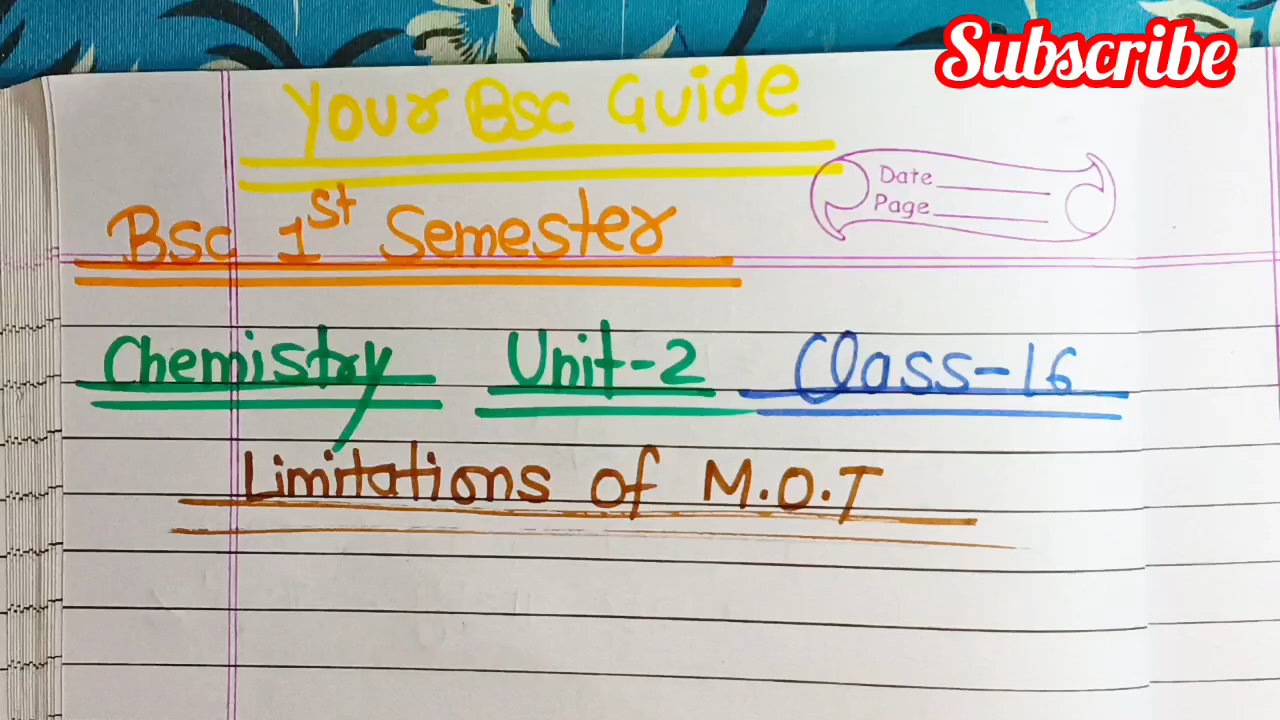 Subscribe
Your Bsc Guide
Date
Page
Bsc 1st Semester
Chemistry Unit-2 Class-16
Limitations of M.O.T